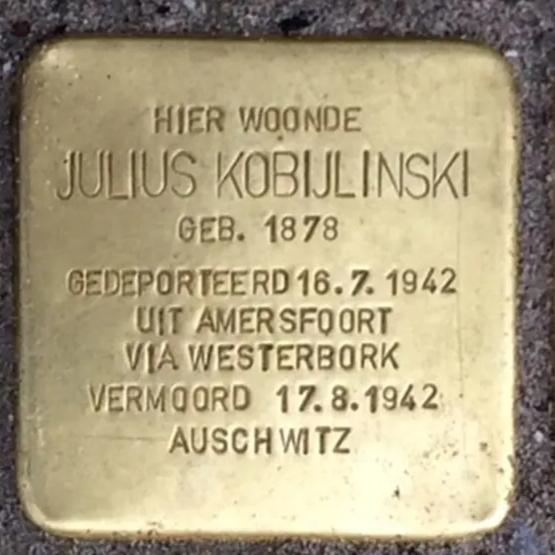 HIER WOONDE
JULIUS KOBIJLINSKI
GEB. 1878
GEDEPORTEERD 16.7.1942
UIT AMERSFOORT
VIA WESTERBORK
VERMOORD 17.8.1942
AUSCHWITZ